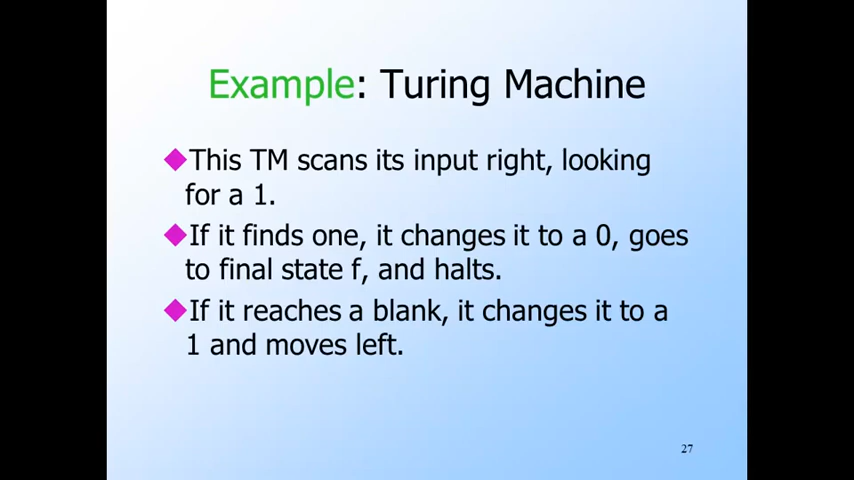 Example: Turing Machine
This TM scans its input right, looking
for a 1.
If it finds one, it changes it to a 0, goes
to final state f, and halts.
If it reaches a blank, it changes it to a
1 and moves left.
27